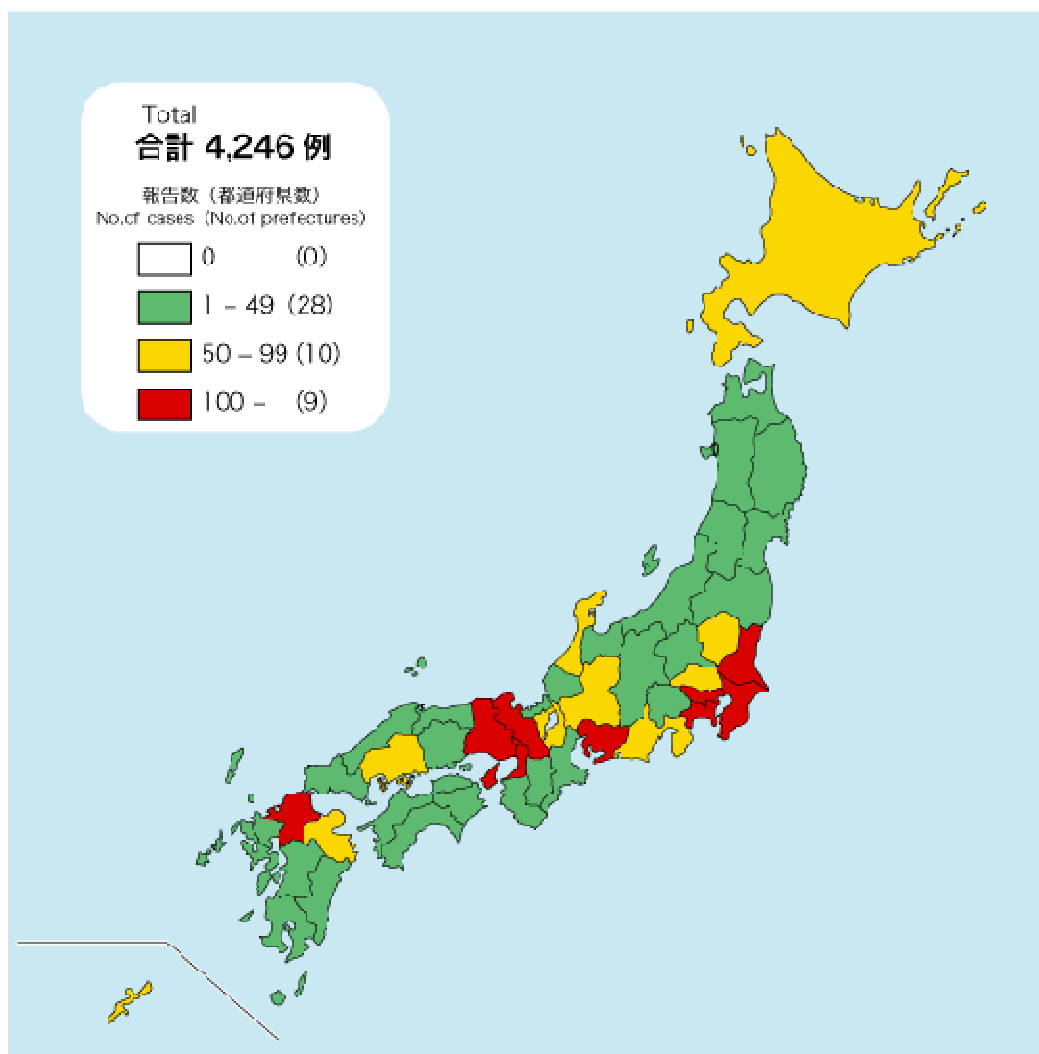 Total
合計 4,246 例
報告数（都道府県数）
No.of cases (No.of prefectures)
0 (0)
1 – 49 (28)
50 – 99 (10)
100 – (9)